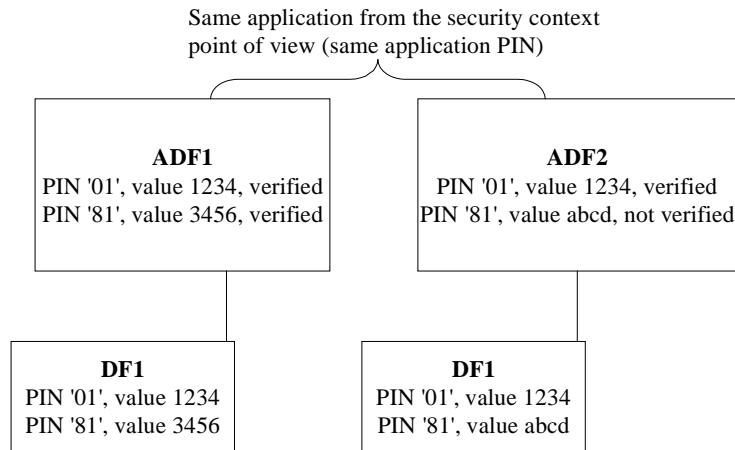 Same application from the security context
point of view (same application PIN)
ADF1
PIN '01', value 1234, verified
PIN '81', value 3456, verified
ADF2
PIN '01', value 1234, verified
PIN '81', value abcd, not verified
DF1
PIN '01', value 1234
PIN '81', value 3456
DF1
PIN '01', value 1234
PIN '81', value abcd